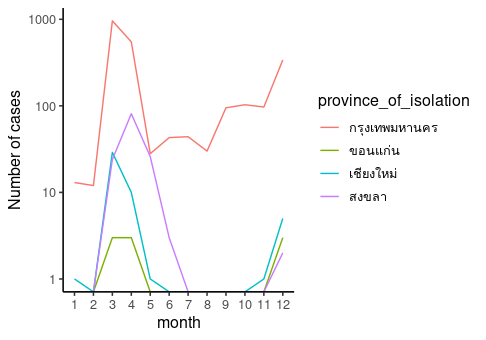 1000
100
10
1
Number of cases
1 2 3 4 5 6 7 8 9 10 11 12
month
province_of_isolation
กรุงเทพมหานคร
ขอนแก่น
เชียงใหม่
สงขลา